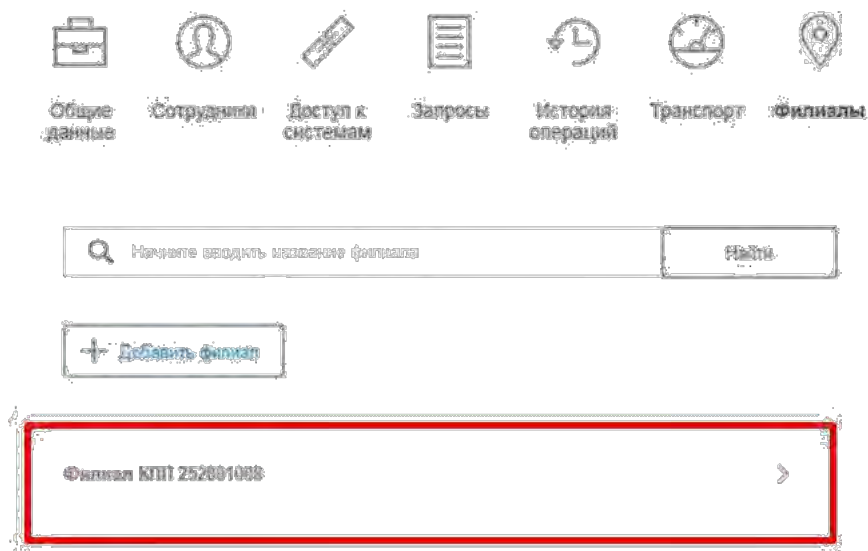 Общие данные
Сотрудники
Доступ к системам
Запросы
История операций
Транспорт
Филиалы
Начните вводить название филиала
Найти
Добавить филиал
Филиал КПП